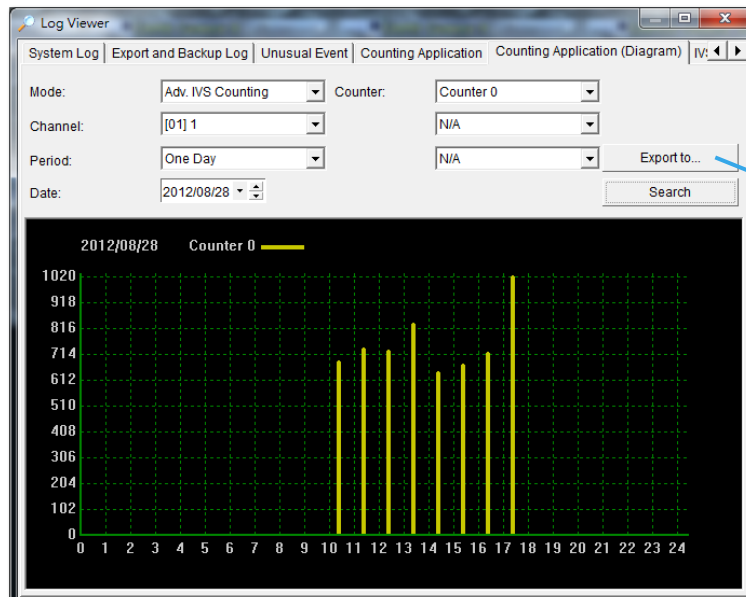 Log Viewer
System Log Export and Backup Log Unusual Event Counting Application Counting Application (Diagram)
Mode: Adv. IVS Counting Counter: Counter 0
Channel: [01] 1 N/A
Period: One Day N/A Export to...
Date: 2012/08/28 Search
2012/08/28 Counter 0
1020
918
816
714
612
510
408
306
204
102
0
0 1 2 3 4 5 6 7 8 9 10 11 12 13 14 15 16 17 18 19 20 21 22 23 24